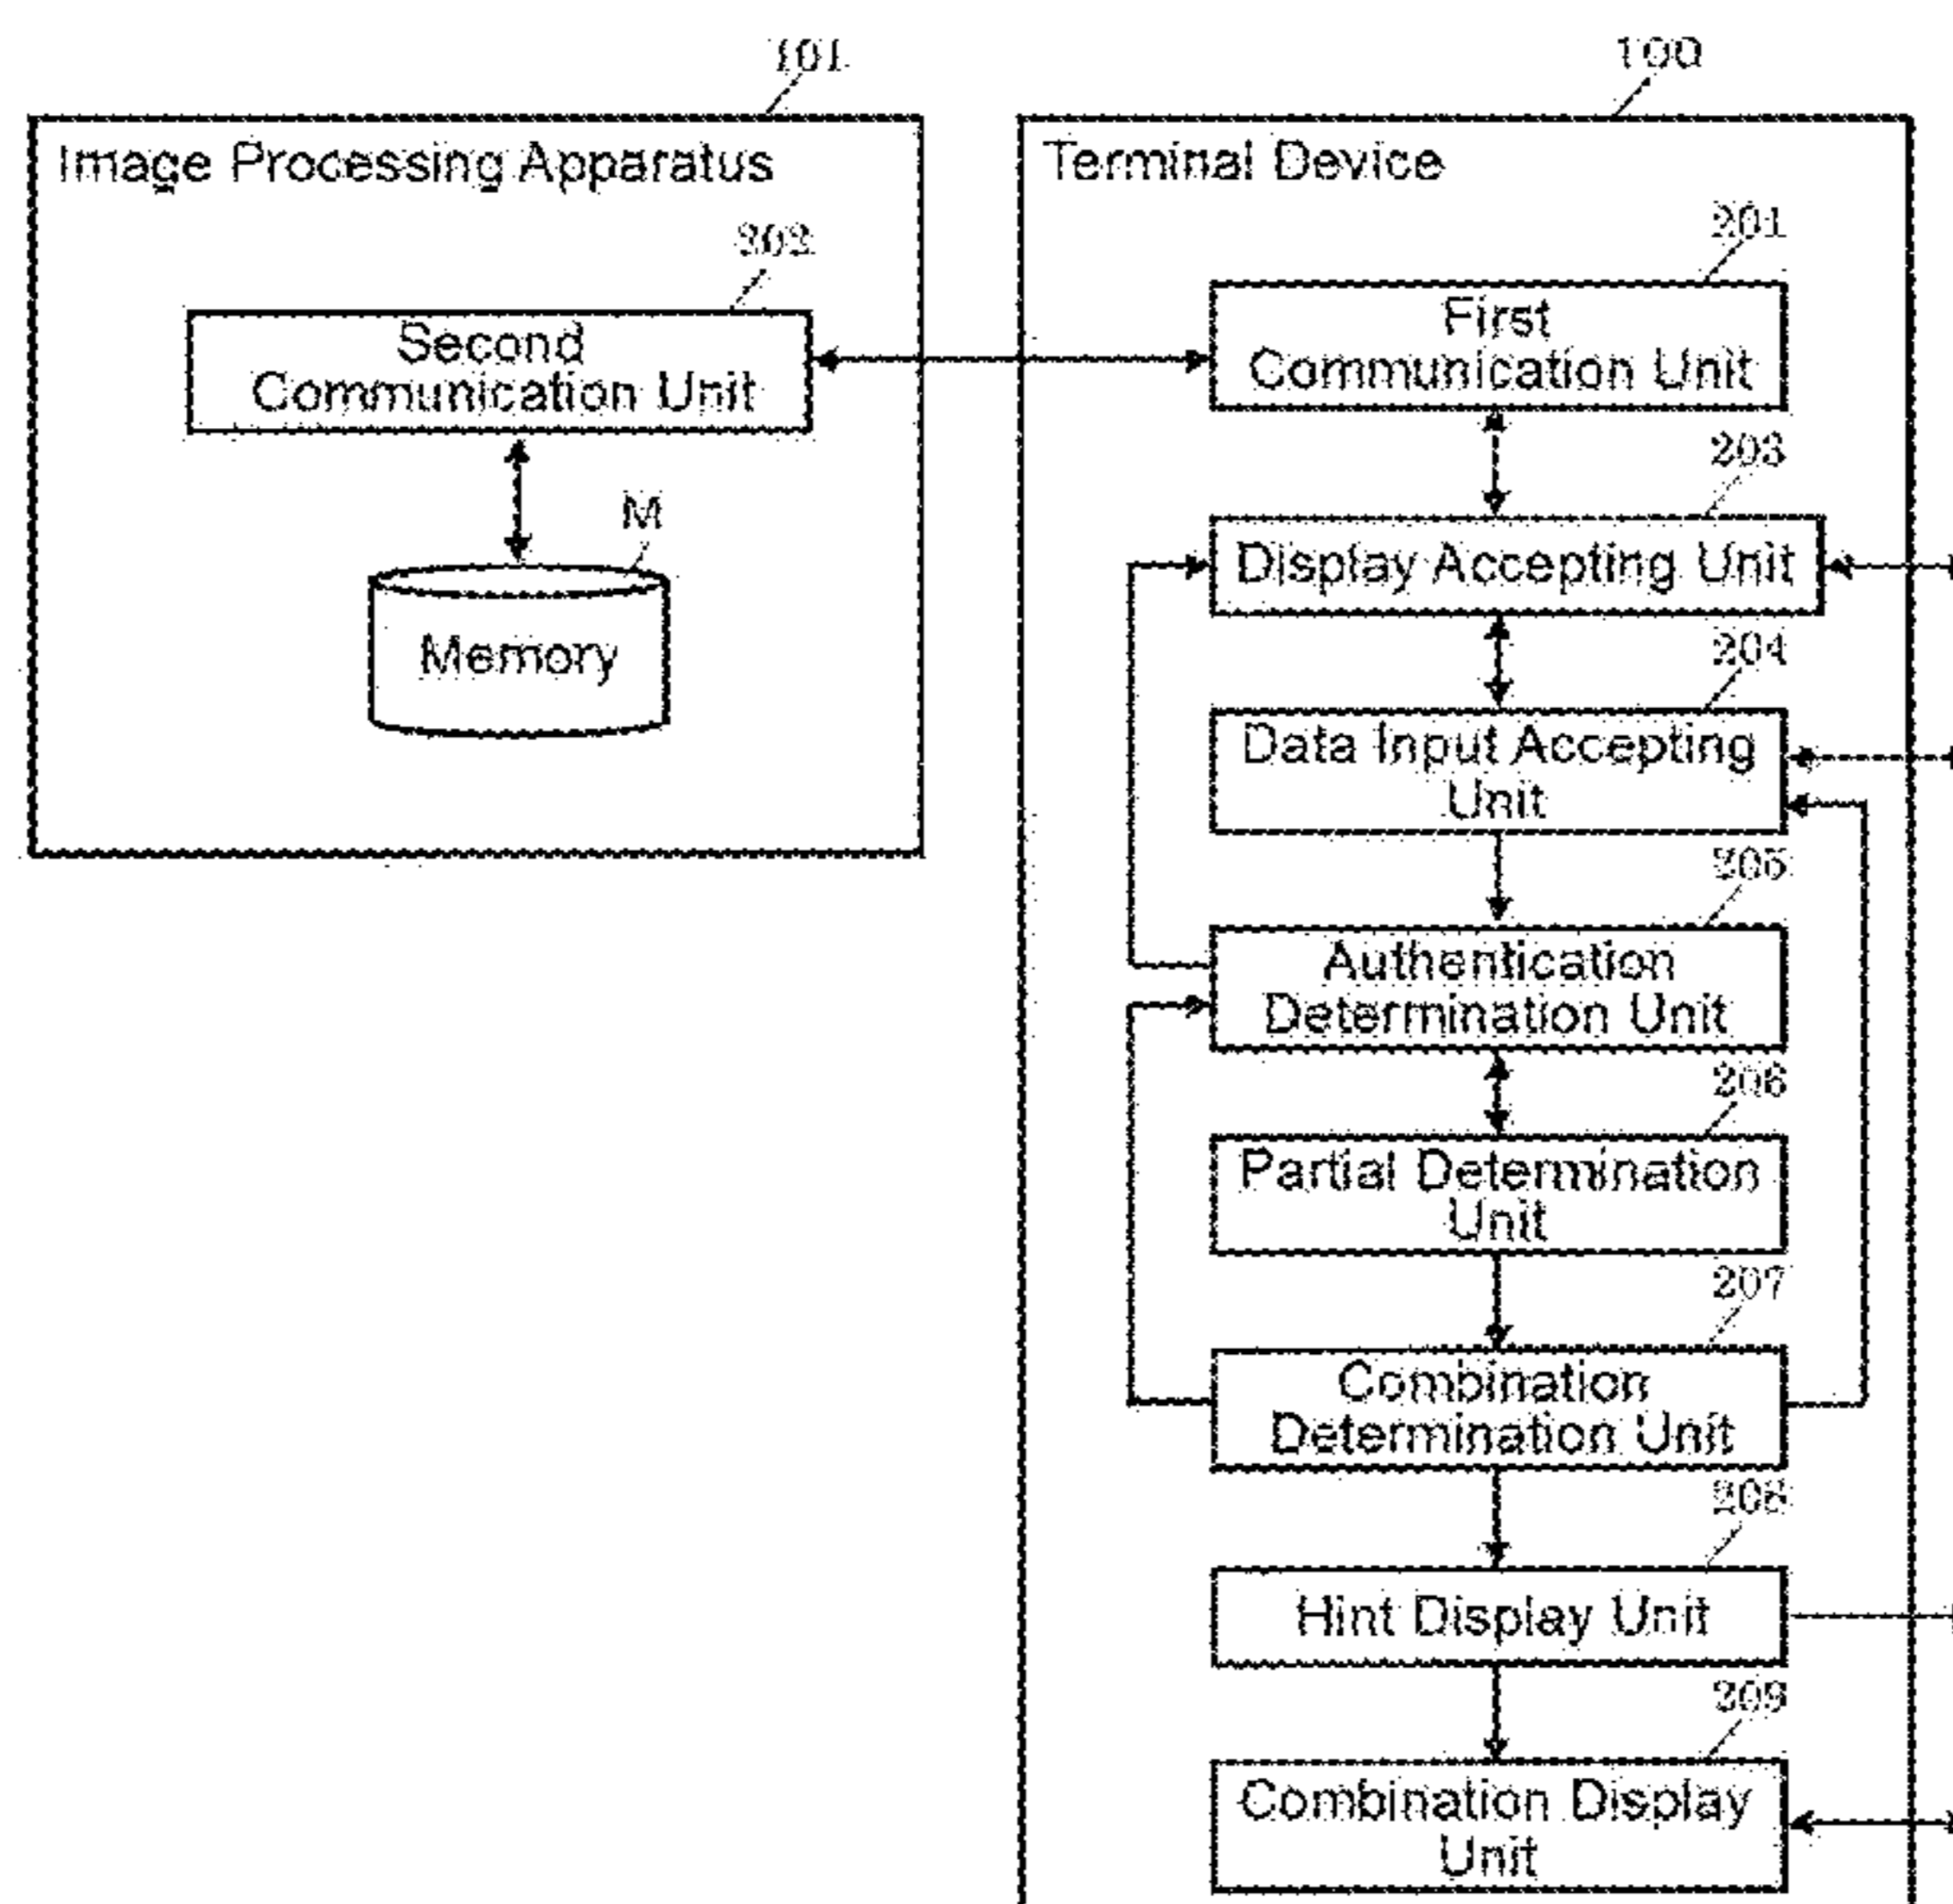 101
Image Processing Apparatus
202
Second
Communication Unit
M
Memory
100
Terminal Device
201
First
Communication Unit
203
Display Accepting Unit
204
Data Input Accepting
Unit
205
Authentication
Determination Unit
206
Partial Determination
Unit
207
Combination
Determination Unit
208
Hint Display Unit
209
Combination Display
Unit